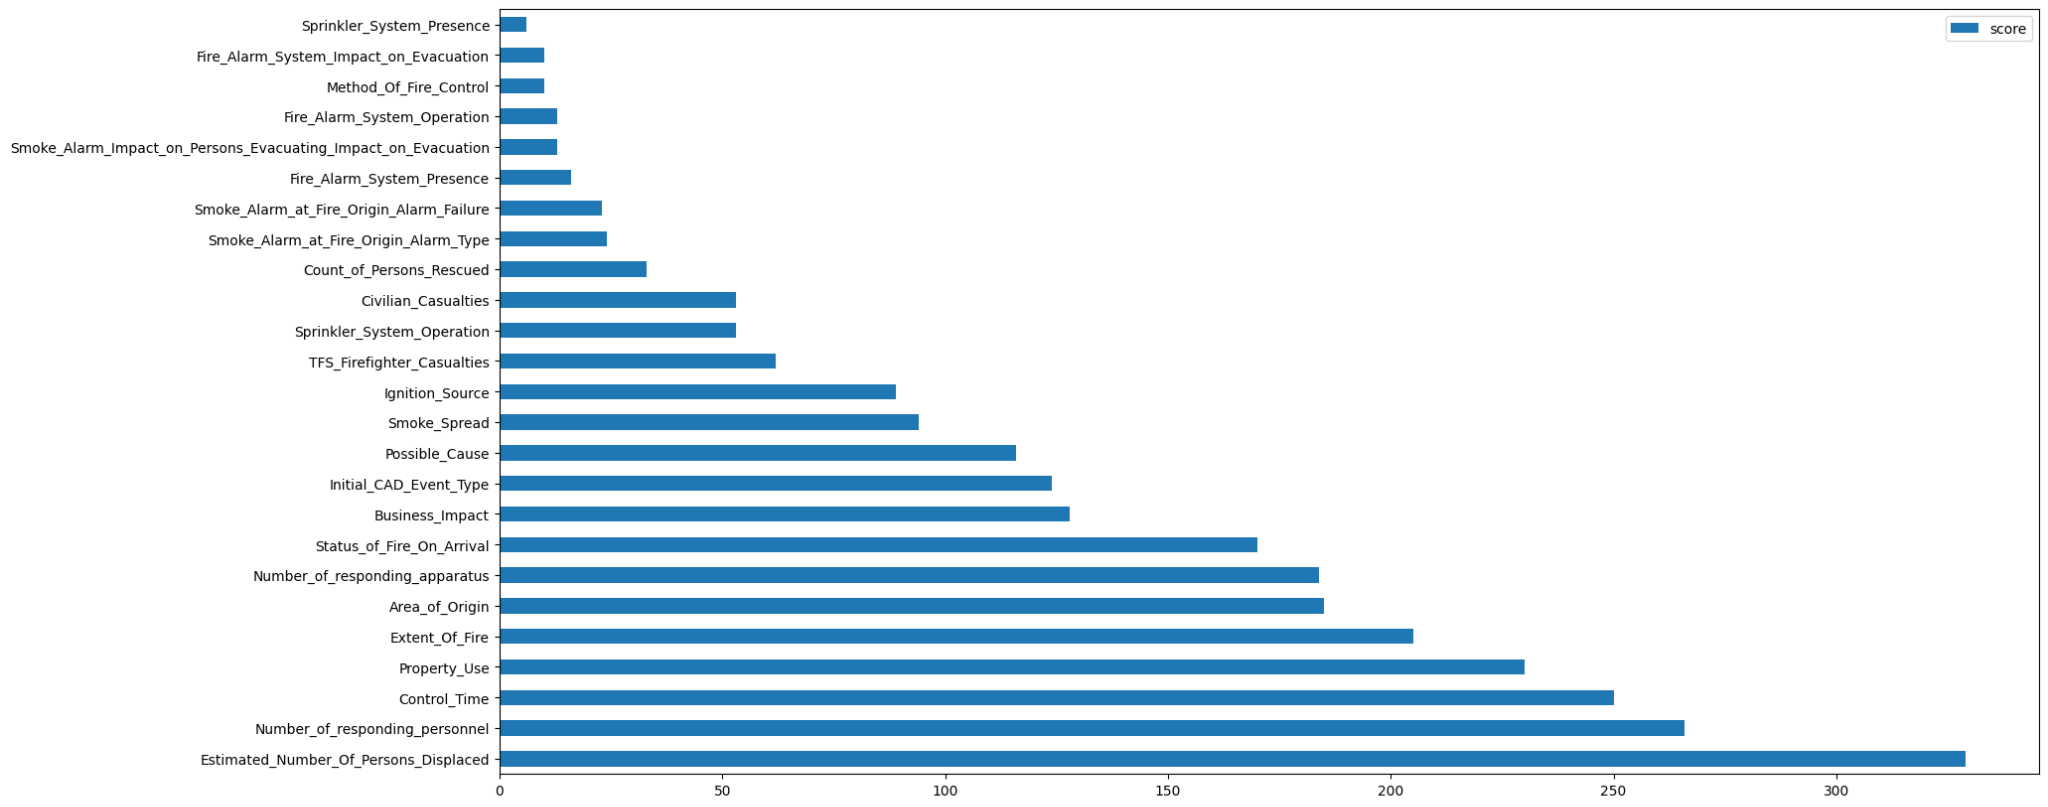 score
Sprinkler_System_Presence
Fire_Alarm_System_Impact_on_Evacuation
Method_Of_Fire_Control
Fire_Alarm_System_Operation
Smoke_Alarm_Impact_on_Persons_Evacuating_Impact_on_Evacuation
Fire_Alarm_System_Presence
Smoke_Alarm_at_Fire_Origin_Alarm_Failure
Smoke_Alarm_at_Fire_Origin_Alarm_Type
Count_of_Persons_Rescued
Civilian_Casualties
Sprinkler_System_Operation
TFS_Firefighter_Casualties
Ignition_Source
Smoke_Spread
Possible_Cause
Initial_CAD_Event_Type
Business_Impact
Status_of_Fire_On_Arrival
Number_of_responding_apparatus
Area_of_Origin
Extent_Of_Fire
Property_Use
Control_Time
Number_of_responding_personnel
Estimated_Number_Of_Persons_Displaced
0 50 100 150 200 250 300